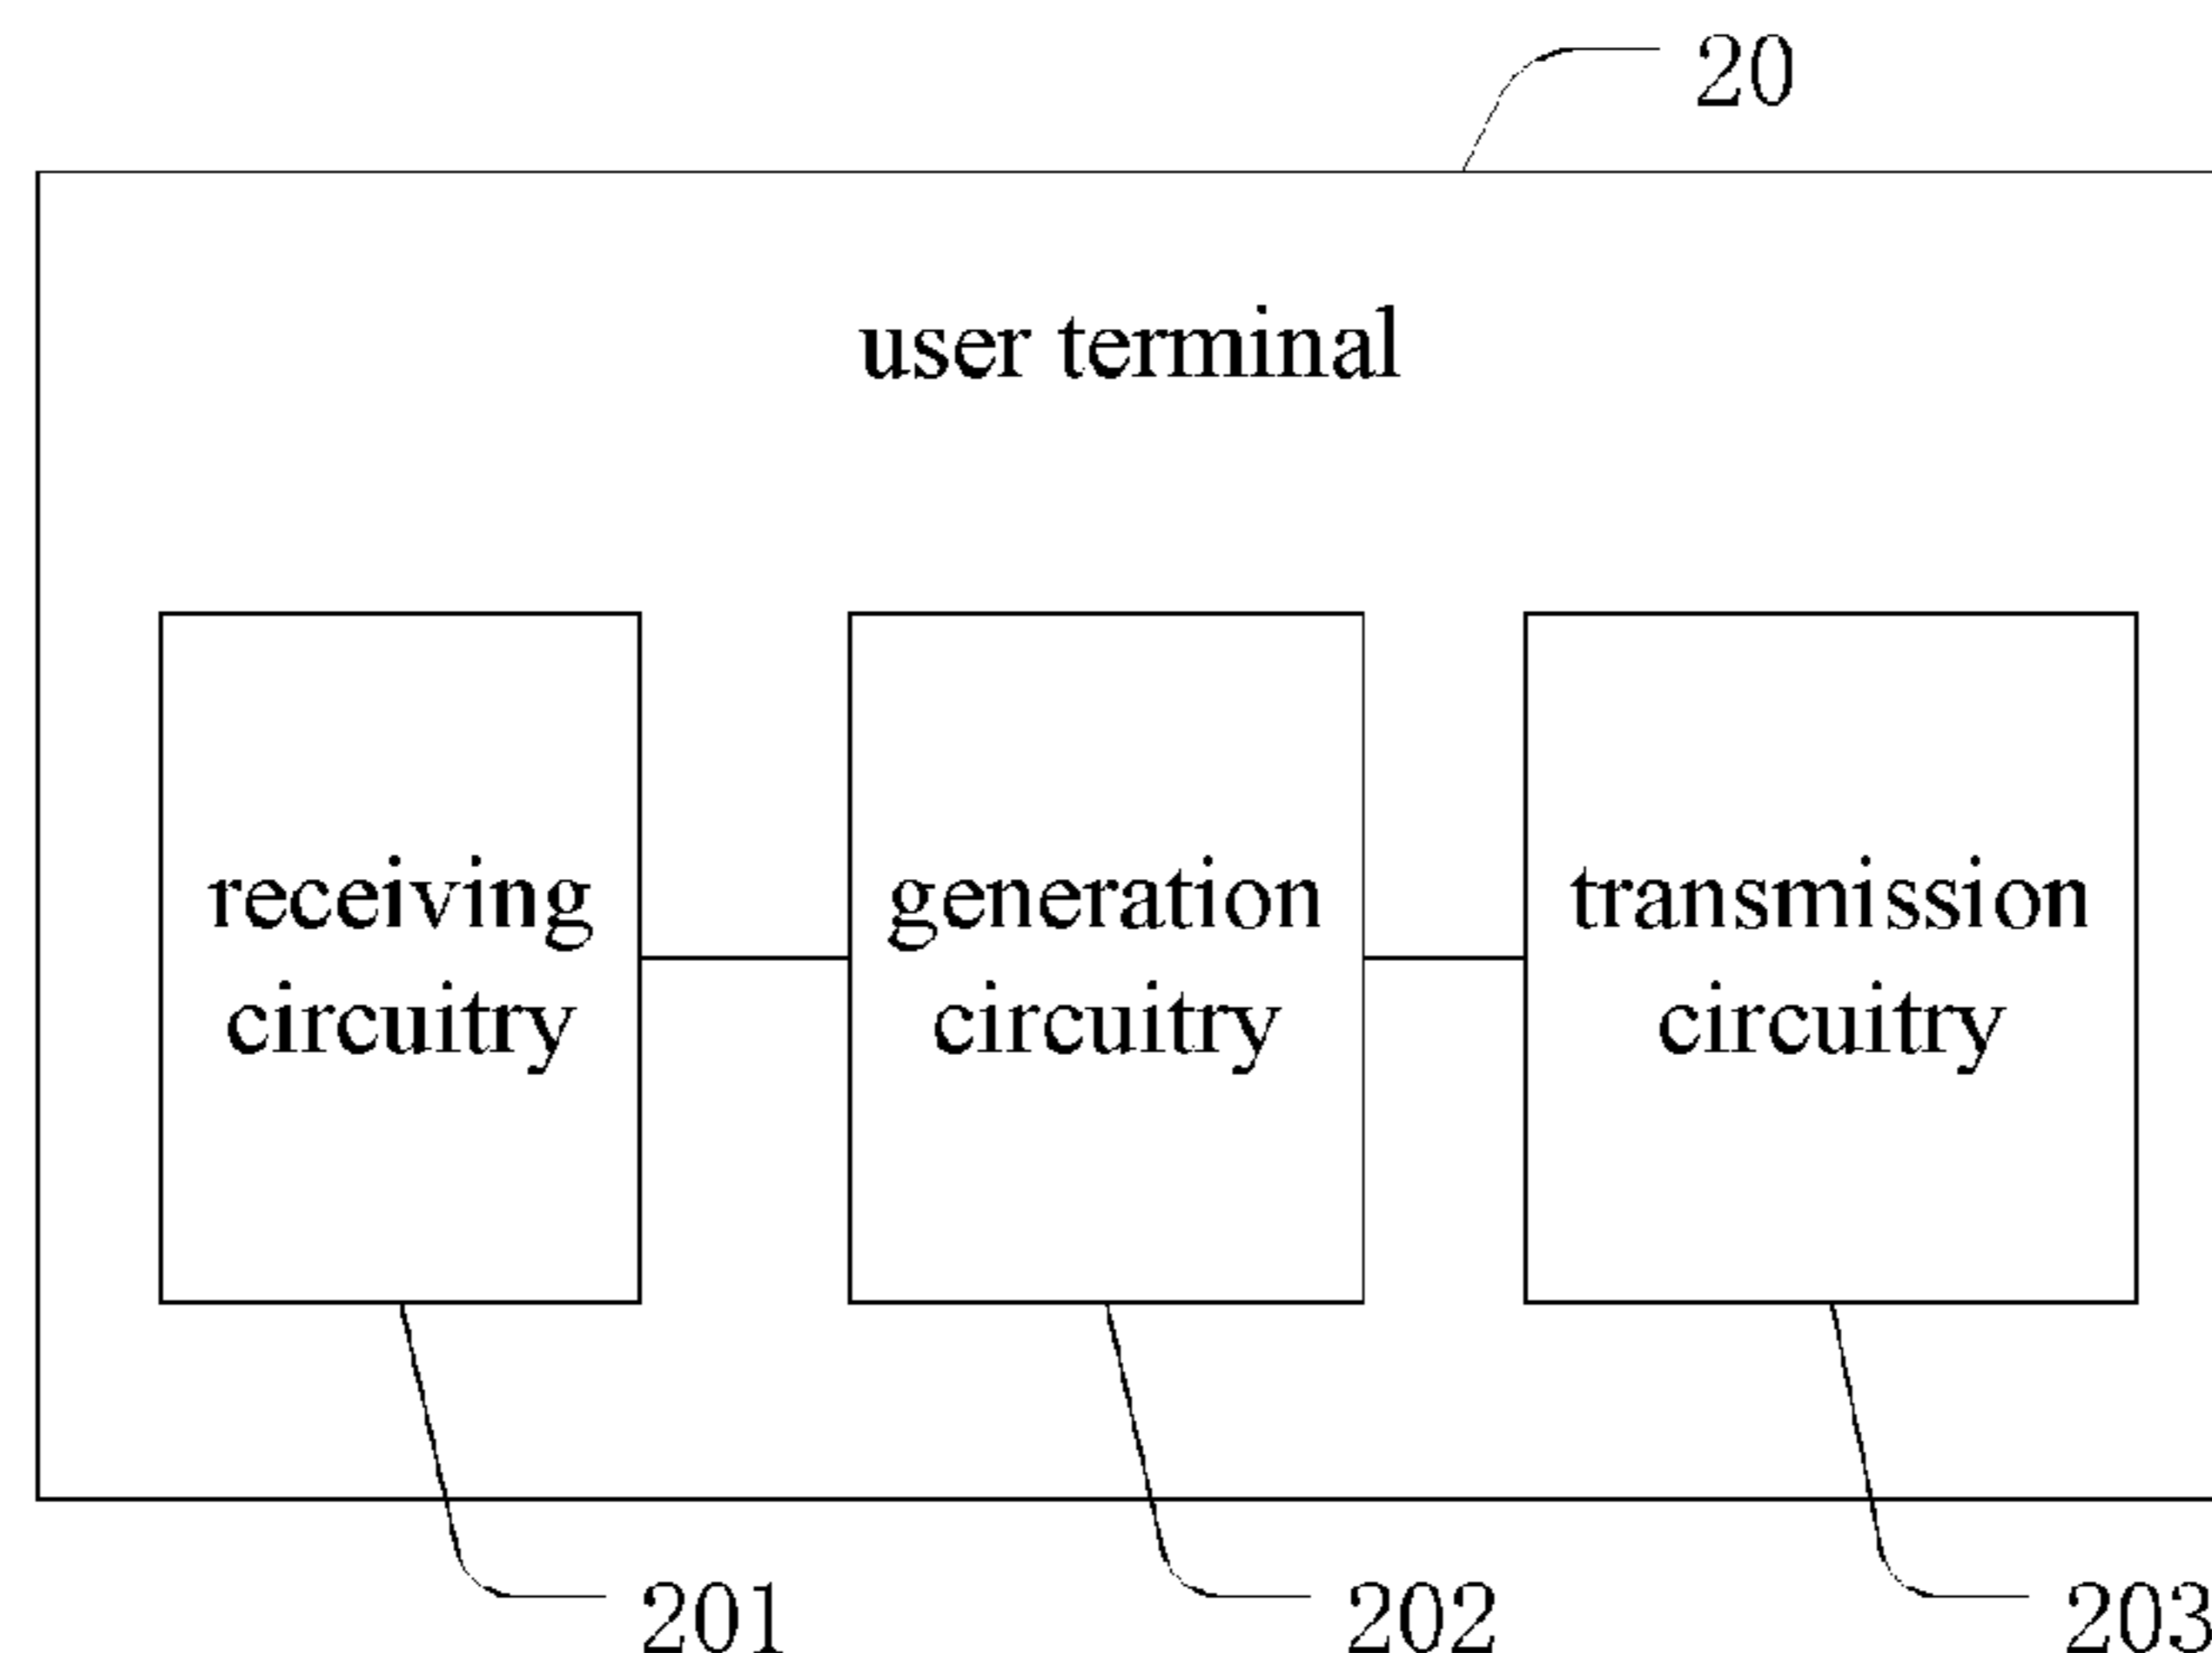 20
user terminal
receiving
circuitry
generation
circuitry
transmission
circuitry
201
202
203